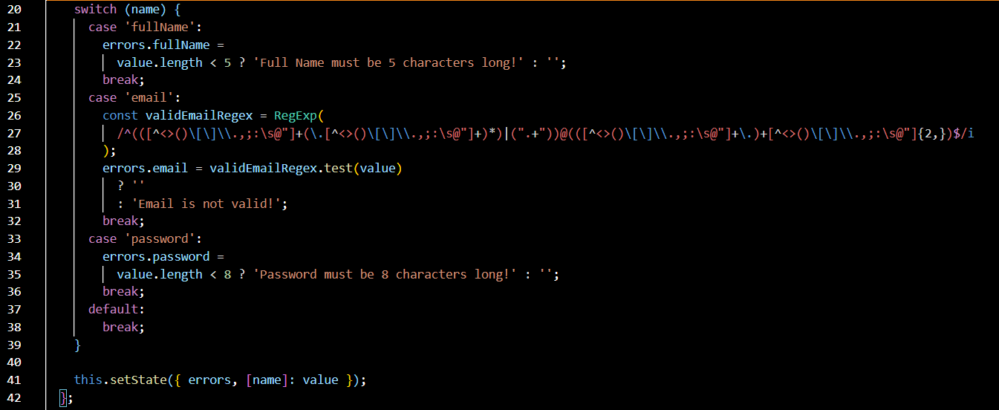 20 switch (name) {
21 case 'fullName':
22 errors.fullName =
23 value.length < 5 ? 'Full Name must be 5 characters long!' : '';
24 break;
25 case 'email':
26 const validEmailRegex = RegExp(
27 /^(([^<>()\[\]\\.,;:\s@"]+(\.[^<>()\[\]\\.,;:\s@"]+)*)|(".+"))@(([^<>()\[\]\\.,;:\s@"]+\.)+[^<>()\[\]\\.,;:\s@"]{2,})$/i
28 );
29 errors.email = validEmailRegex.test(value)
30 ? ''
31 : 'Email is not valid!';
32 break;
33 case 'password':
34 errors.password =
35 value.length < 8 ? 'Password must be 8 characters long!' : '';
36 break;
37 default:
38 break;
39 }
40
41 this.setState({ errors, [name]: value });
42 };